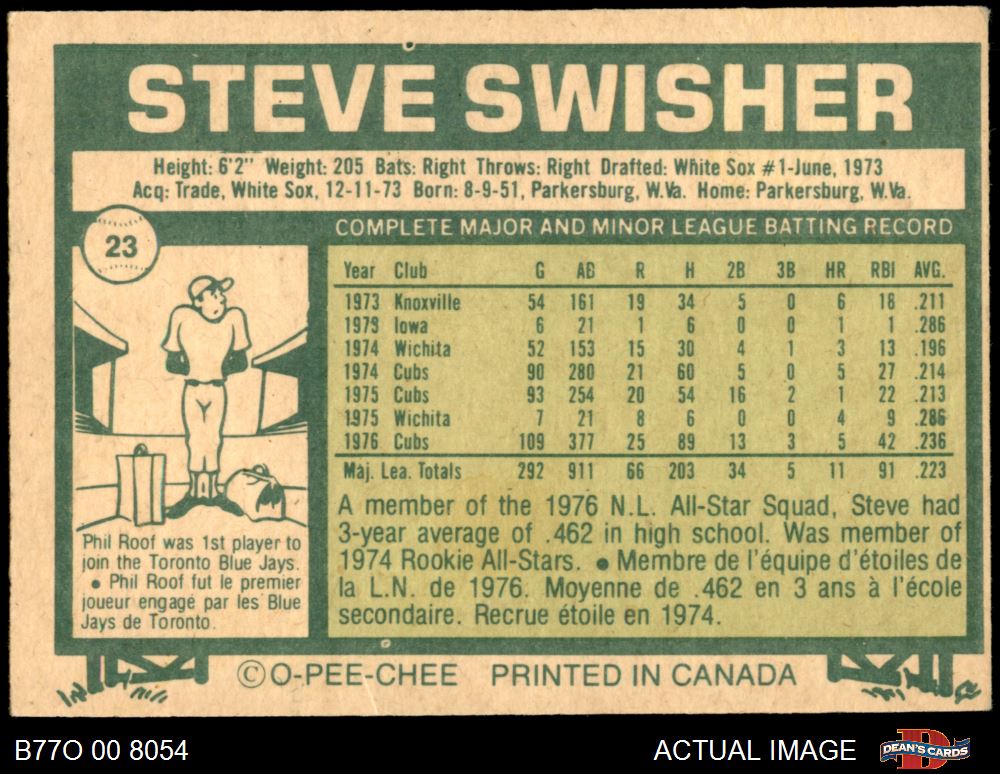 STEVE SWISHER
Height: 6'2" Weight: 205 Bats: Right Throws: Right Drafted: White Sox #1-June, 1973
Acq: Trade, White Sox, 12-11-73 Born: 8-9-51, Parkersburg, W.Va. Home: Parkersburg, W.Va.
23
COMPLETE MAJOR AND MINOR LEAGUE BATTING RECORD
Year Club G AB R H 2B 3B HR RBI AVG.
1973 Knoxville 54 161 19 34 5 0 6 18 .211
1973 Iowa 6 21 1 6 0 0 1 1 .286
1974 Wichita 52 153 15 30 4 1 3 13 .196
1974 Cubs 90 280 21 60 5 0 5 27 .214
1975 Cubs 93 254 20 54 16 2 1 22 .213
1975 Wichita 7 21 8 6 0 0 4 9 .286
1976 Cubs 109 377 25 89 13 3 5 42 .236
Maj. Lea. Totals 292 911 66 203 34 5 11 91 .223
A member of the 1976 N.L. All-Star Squad, Steve had
3-year average of .462 in high school. Was member of
1974 Rookie All-Stars. ● Membre de l'équipe d'étoiles de
la L.N. de 1976. Moyenne de .462 en 3 ans à l'école
secondaire. Recrue étoile en 1974.
Phil Roof was 1st player to
join the Toronto Blue Jays.
● Phil Roof fut le premier
joueur engagé par les Blue
Jays de Toronto.
©O-PEE-CHEE PRINTED IN CANADA
B77O 00 8054
ACTUAL IMAGE
B
DEAN'S CARDS